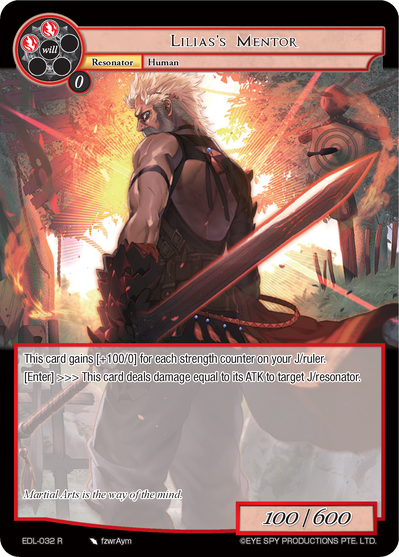 Lilias's Mentor
will
Resonator Human
0
This card gains [+100/0] for each strength counter on your J/ruler.
[Enter] >>> This card deals damage equal to its ATK to target J/resonator.
Martial Arts is the way of the mind.
100 / 600
EDL-032 R fzwrAym ©EYE SPY PRODUCTIONS PTE. LTD.